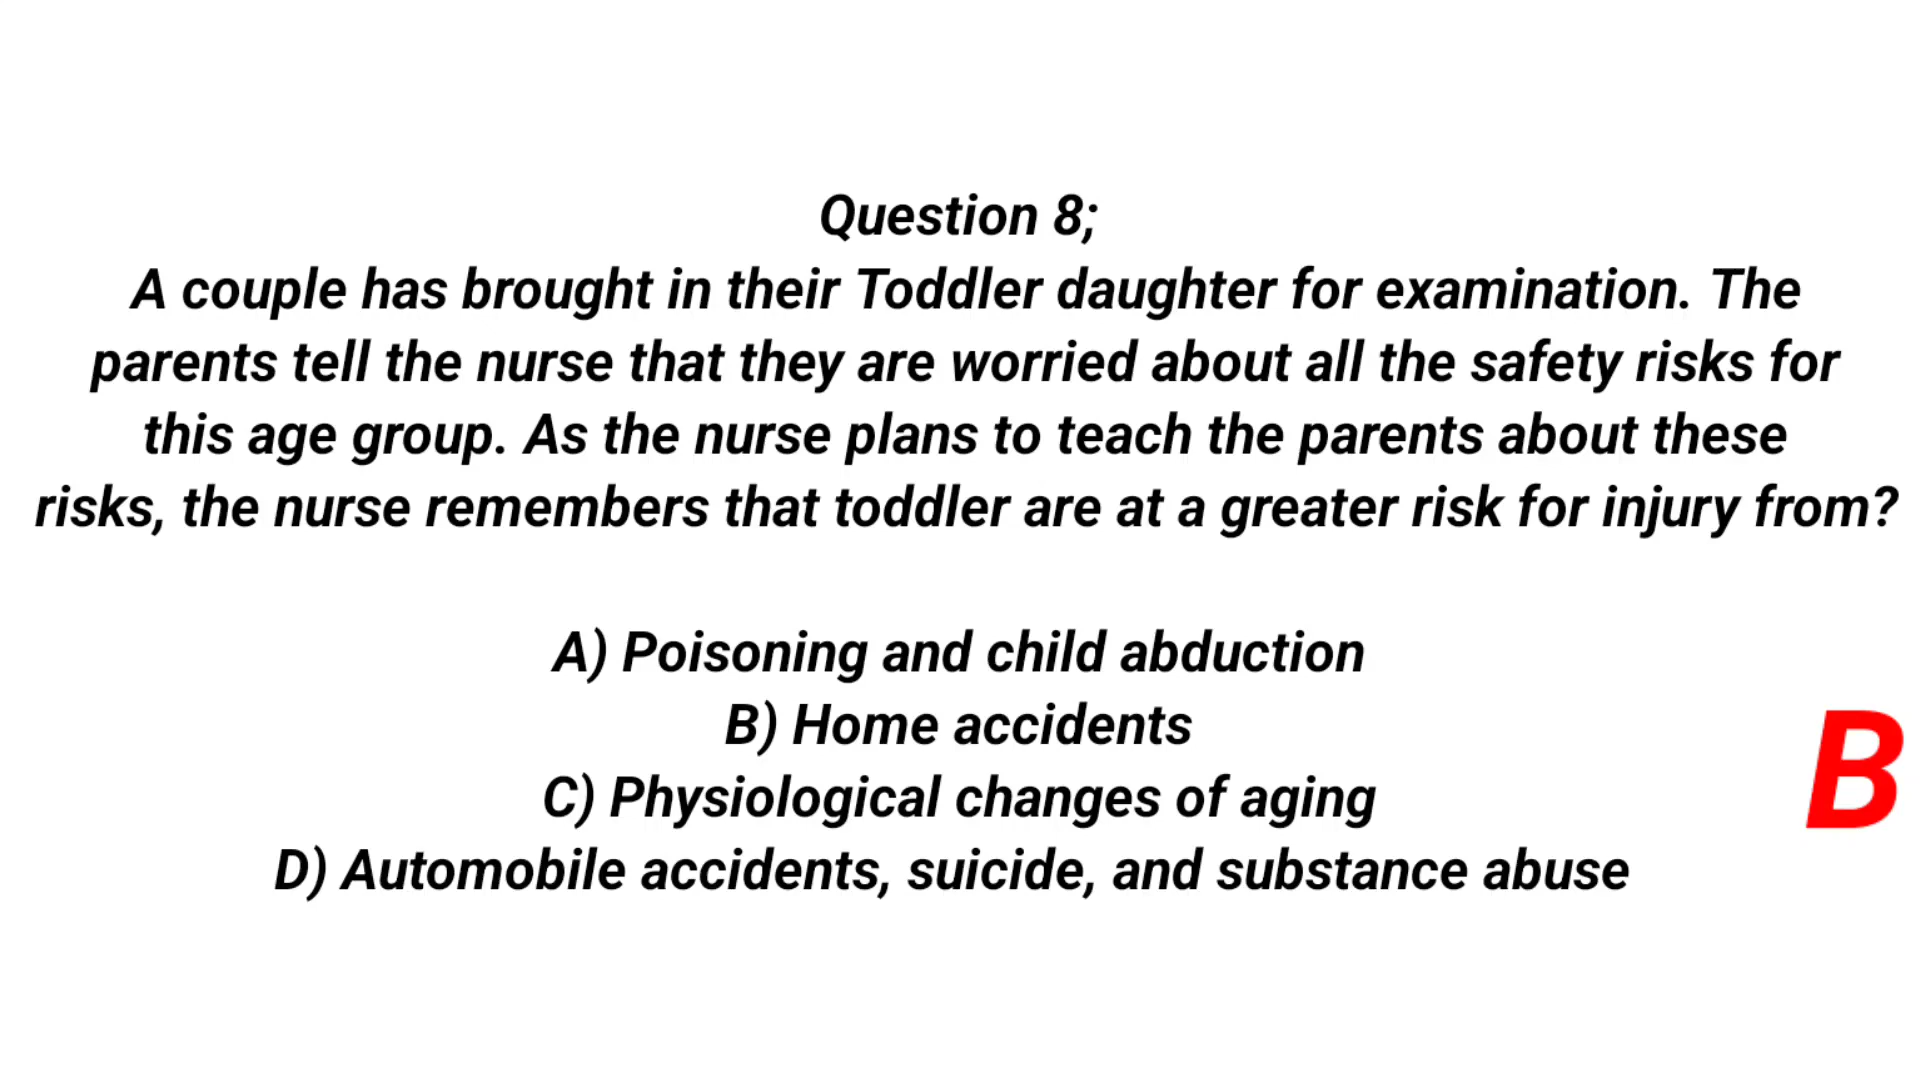 Question 8;
A couple has brought in their Toddler daughter for examination. The
parents tell the nurse that they are worried about all the safety risks for
this age group. As the nurse plans to teach the parents about these
risks, the nurse remembers that toddler are at a greater risk for injury from?
A) Poisoning and child abduction
B) Home accidents
C) Physiological changes of aging
D) Automobile accidents, suicide, and substance abuse
B